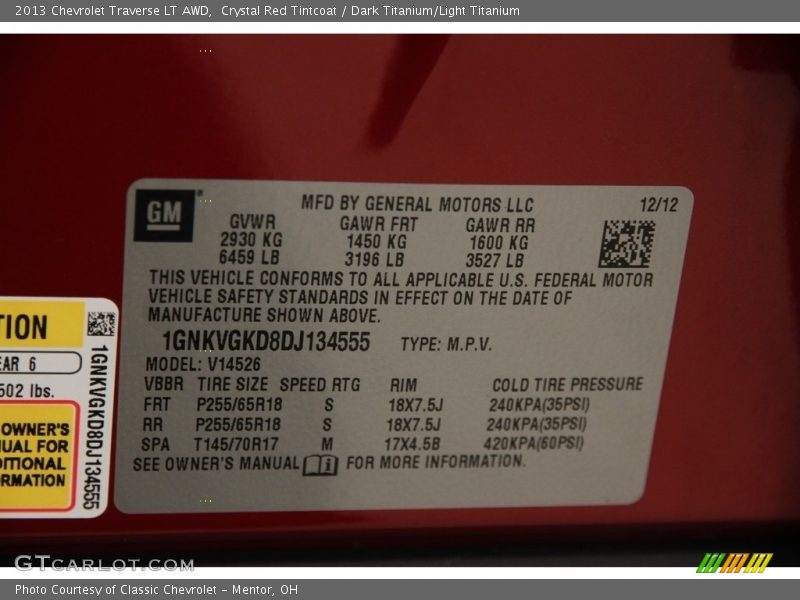 2013 Chevrolet Traverse LT AWD,  Crystal Red Tintcoat / Dark Titanium/Light Titanium
GM
MFD BY GENERAL MOTORS LLC 12/12
GVWR GAWR FRT GAWR RR
2930 KG 1450 KG 1600 KG
6459 LB 3196 LB 3527 LB
THIS VEHICLE CONFORMS TO ALL APPLICABLE U.S. FEDERAL MOTOR
VEHICLE SAFETY STANDARDS IN EFFECT ON THE DATE OF
MANUFACTURE SHOWN ABOVE.
1GNKVGKD8DJ134555 TYPE: M.P.V.
MODEL: V14526
VBBR TIRE SIZE SPEED RTG RIM COLD TIRE PRESSURE
FRT P255/65R18 S 18X7.5J 240KPA(35PSI)
RR P255/65R18 S 18X7.5J 240KPA(35PSI)
SPA T145/70R17 M 17X4.5B 420KPA(60PSI)
SEE OWNER'S MANUAL i FOR MORE INFORMATION.
TION
EAR 6
502 lbs.
OWNER'S
UAL FOR
DITIONAL
RMATION
1GNKVGKD8DJ134555
GTCARLOT.COM
Photo Courtesy of Classic Chevrolet - Mentor, OH